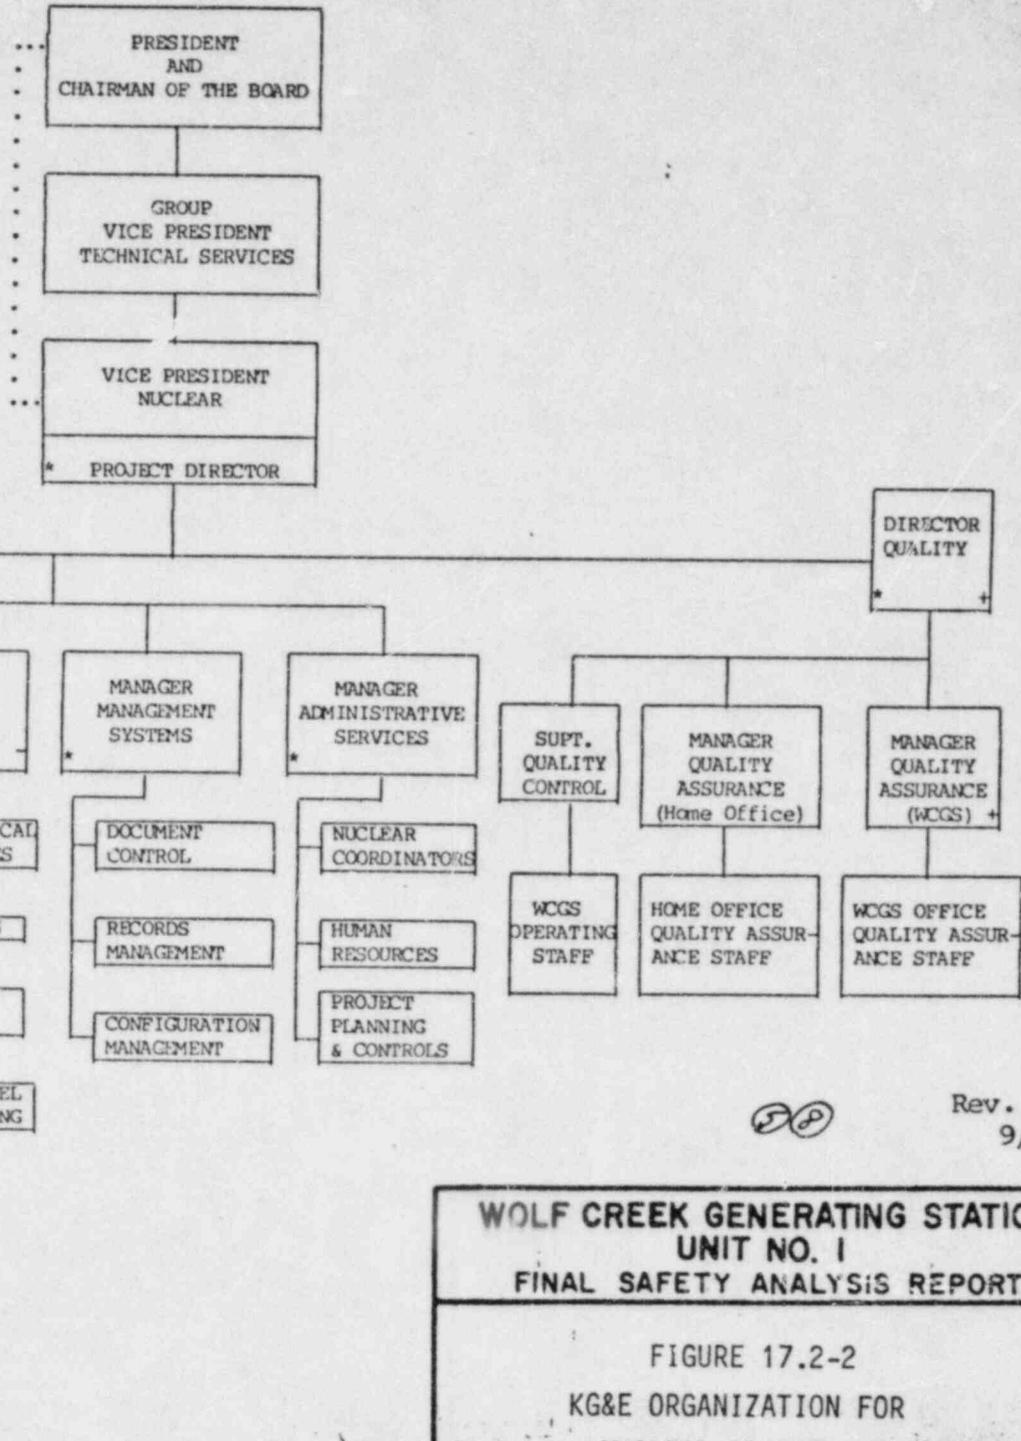 PRESIDENT
AND
CHAIRMAN OF THE BOARD
GROUP
VICE PRESIDENT
TECHNICAL SERVICES
VICE PRESIDENT
NUCLEAR
* PROJECT DIRECTOR
DIRECTOR
QUALITY
* +
MANAGER
MANAGEMENT
SYSTEMS
*
MANAGER
ADMINISTRATIVE
SERVICES
*
SUPT.
QUALITY
CONTROL
MANAGER
QUALITY
ASSURANCE
(Home Office)
MANAGER
QUALITY
ASSURANCE
(WCGS) +
DOCUMENT
CONTROL
RECORDS
MANAGEMENT
CONFIGURATION
MANAGEMENT
NUCLEAR
COORDINATORS
HUMAN
RESOURCES
PROJECT
PLANNING
& CONTROLS
WCGS
OPERATING
STAFF
HOME OFFICE
QUALITY ASSUR-
ANCE STAFF
WCGS OFFICE
QUALITY ASSUR-
ANCE STAFF
58
Rev.
9/
WOLF CREEK GENERATING STATIO
UNIT NO. 1
FINAL SAFETY ANALYSIS REPORT
FIGURE 17.2-2
KG&E ORGANIZATION FOR